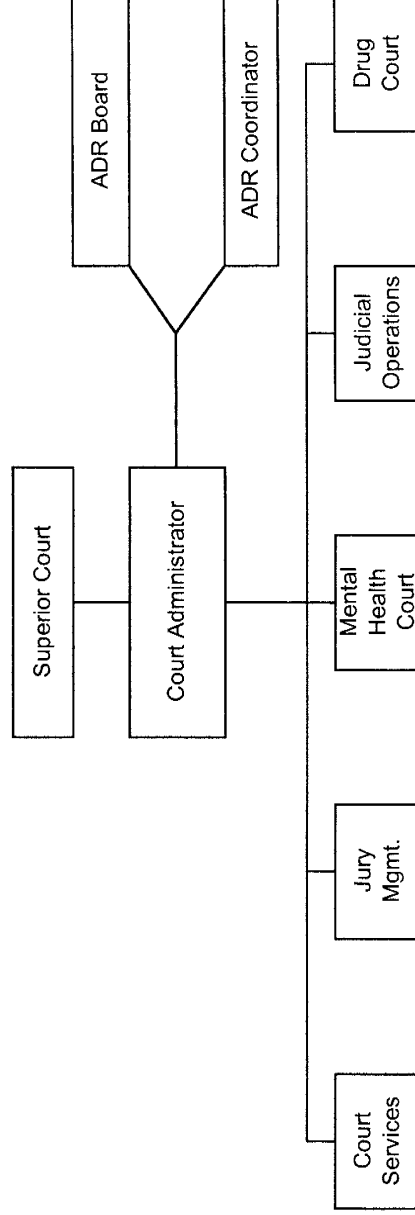 Superior Court
ADR Board
Court Administrator
ADR Coordinator
Court
Services
Jury
Mgmt.
Mental
Health
Court
Judicial
Operations
Drug
Court